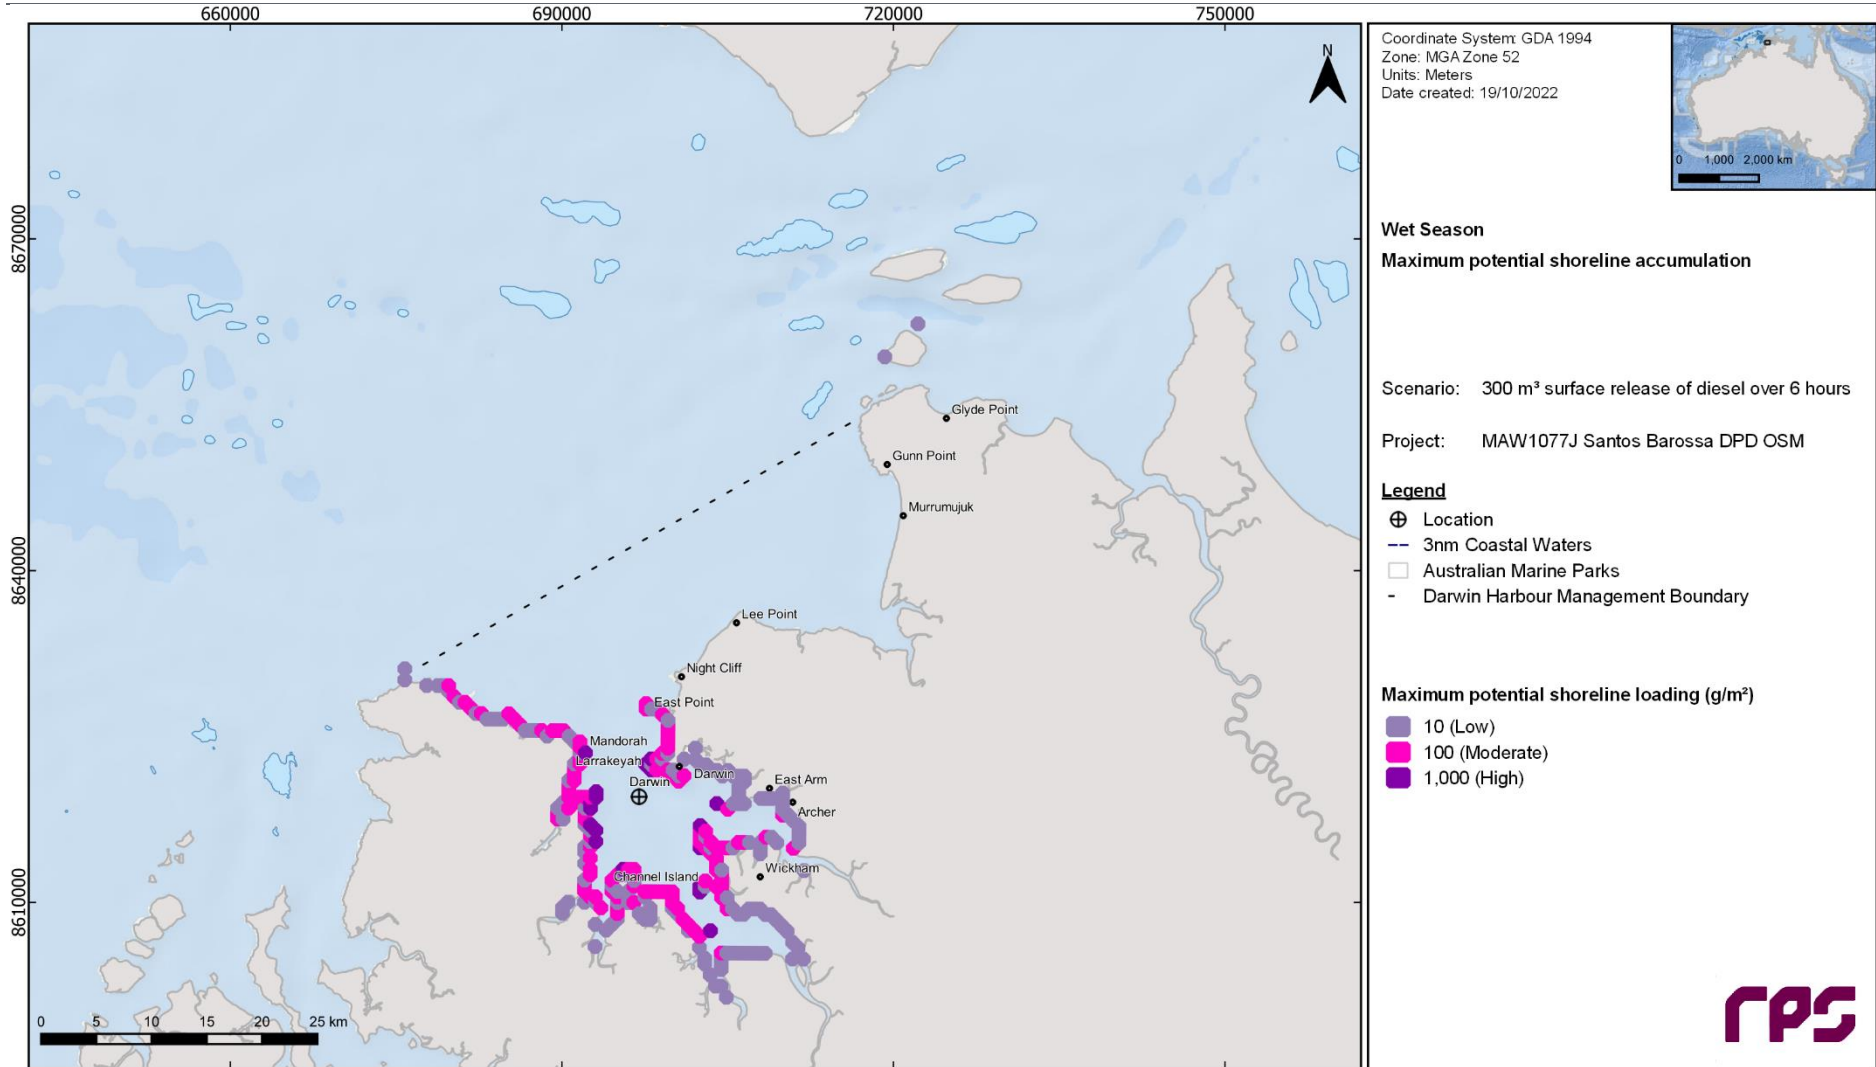 660000
690000
720000
750000
8670000
8640000
8610000
N
Glyde Point
Gunn Point
Murrumujuk
Lee Point
Night Cliff
East Point
Mandorah
Larrakeyah
Darwin
Darwin
East Arm
Archer
Wickham
Channel Island
0 5 10 15 20 25 km
Coordinate System: GDA 1994
Zone: MGA Zone 52
Units: Meters
Date created: 19/10/2022
0 1,000 2,000 km
Wet Season
Maximum potential shoreline accumulation
Scenario: 300 m³ surface release of diesel over 6 hours
Project: MAW1077J Santos Barossa DPD OSM
Legend
Location
3nm Coastal Waters
Australian Marine Parks
Darwin Harbour Management Boundary
Maximum potential shoreline loading (g/m²)
10 (Low)
100 (Moderate)
1,000 (High)
rps